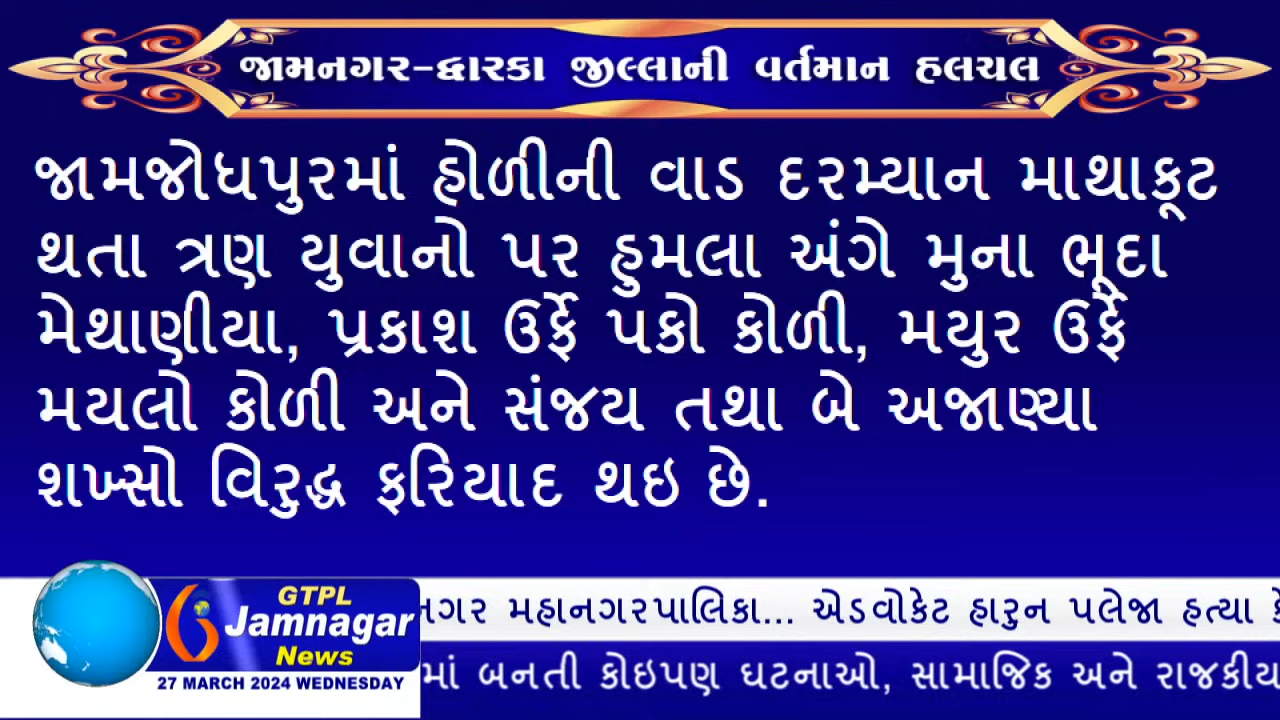 જામનગર-દ્વારકા જીલ્લાની વર્તમાન હલચલ
જામજોધપુરમાં હોળીની વાડ દરમ્યાન માથાકૂટ
થતા ત્રણ યુવાનો પર હુમલા અંગે મુના ભૂદા
મેથાણીયા, પ્રકાશ ઉર્ફે પકો કોળી, મયુર ઉર્ફે
મયલો કોળી અને સંજય તથા બે અજાણ્યા
શખ્સો વિરુદ્ધ ફરિયાદ થઇ છે.
GTPL
Jamnagar
News
27 MARCH 2024 WEDNESDAY
નગર મહાનગરપાલિકા... એડવોકેટ હારુન પલેજા હત્યા
માં બનતી કોઇપણ ઘટનાઓ, સામાજિક અને રાજકીય